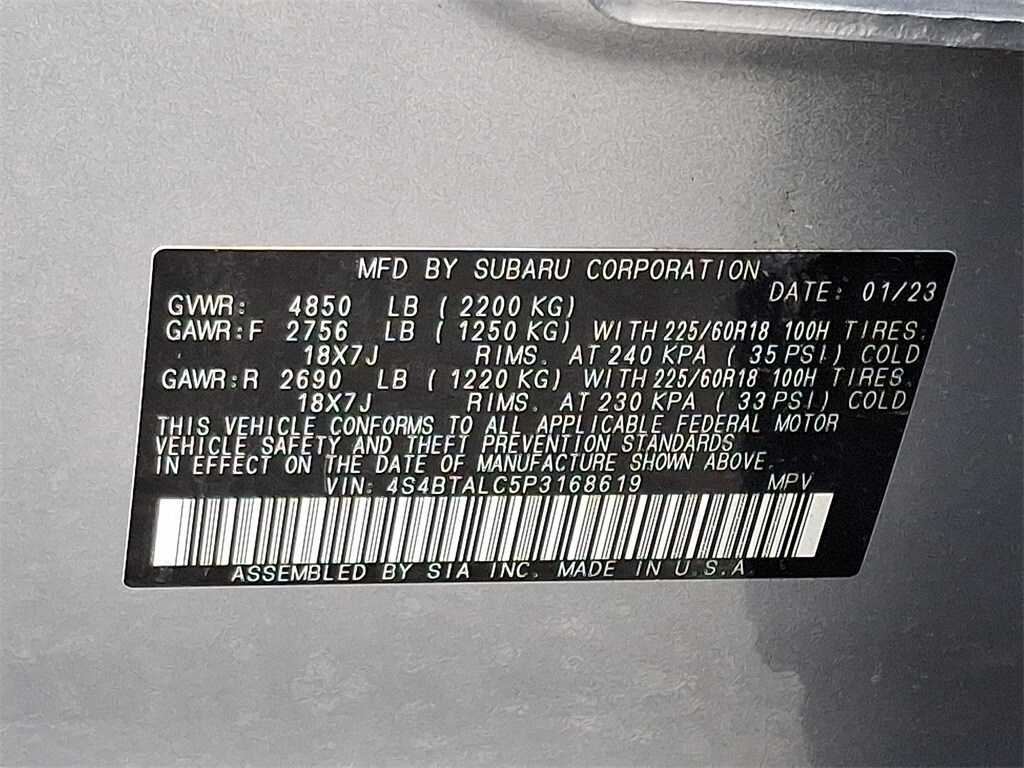 MFD BY SUBARU CORPORATION
DATE: 01/23
GVWR: 4850 LB ( 2200 KG)
GAWR:F 2756 LB ( 1250 KG) WITH 225/60R18 100H TIRES.
18X7J RIMS. AT 240 KPA ( 35 PSI) COLD
GAWR:R 2690 LB ( 1220 KG) WITH 225/60R18 100H TIRES.
18X7J RIMS. AT 230 KPA ( 33 PSI) COLD
THIS VEHICLE CONFORMS TO ALL APPLICABLE FEDERAL MOTOR
VEHICLE SAFETY AND THEFT PREVENTION STANDARDS
IN EFFECT ON THE DATE OF MANUFACTURE SHOWN ABOVE.
VIN: 4S4BTALC5P3168619 MPV
ASSEMBLED BY SIA INC. MADE IN U.S.A.